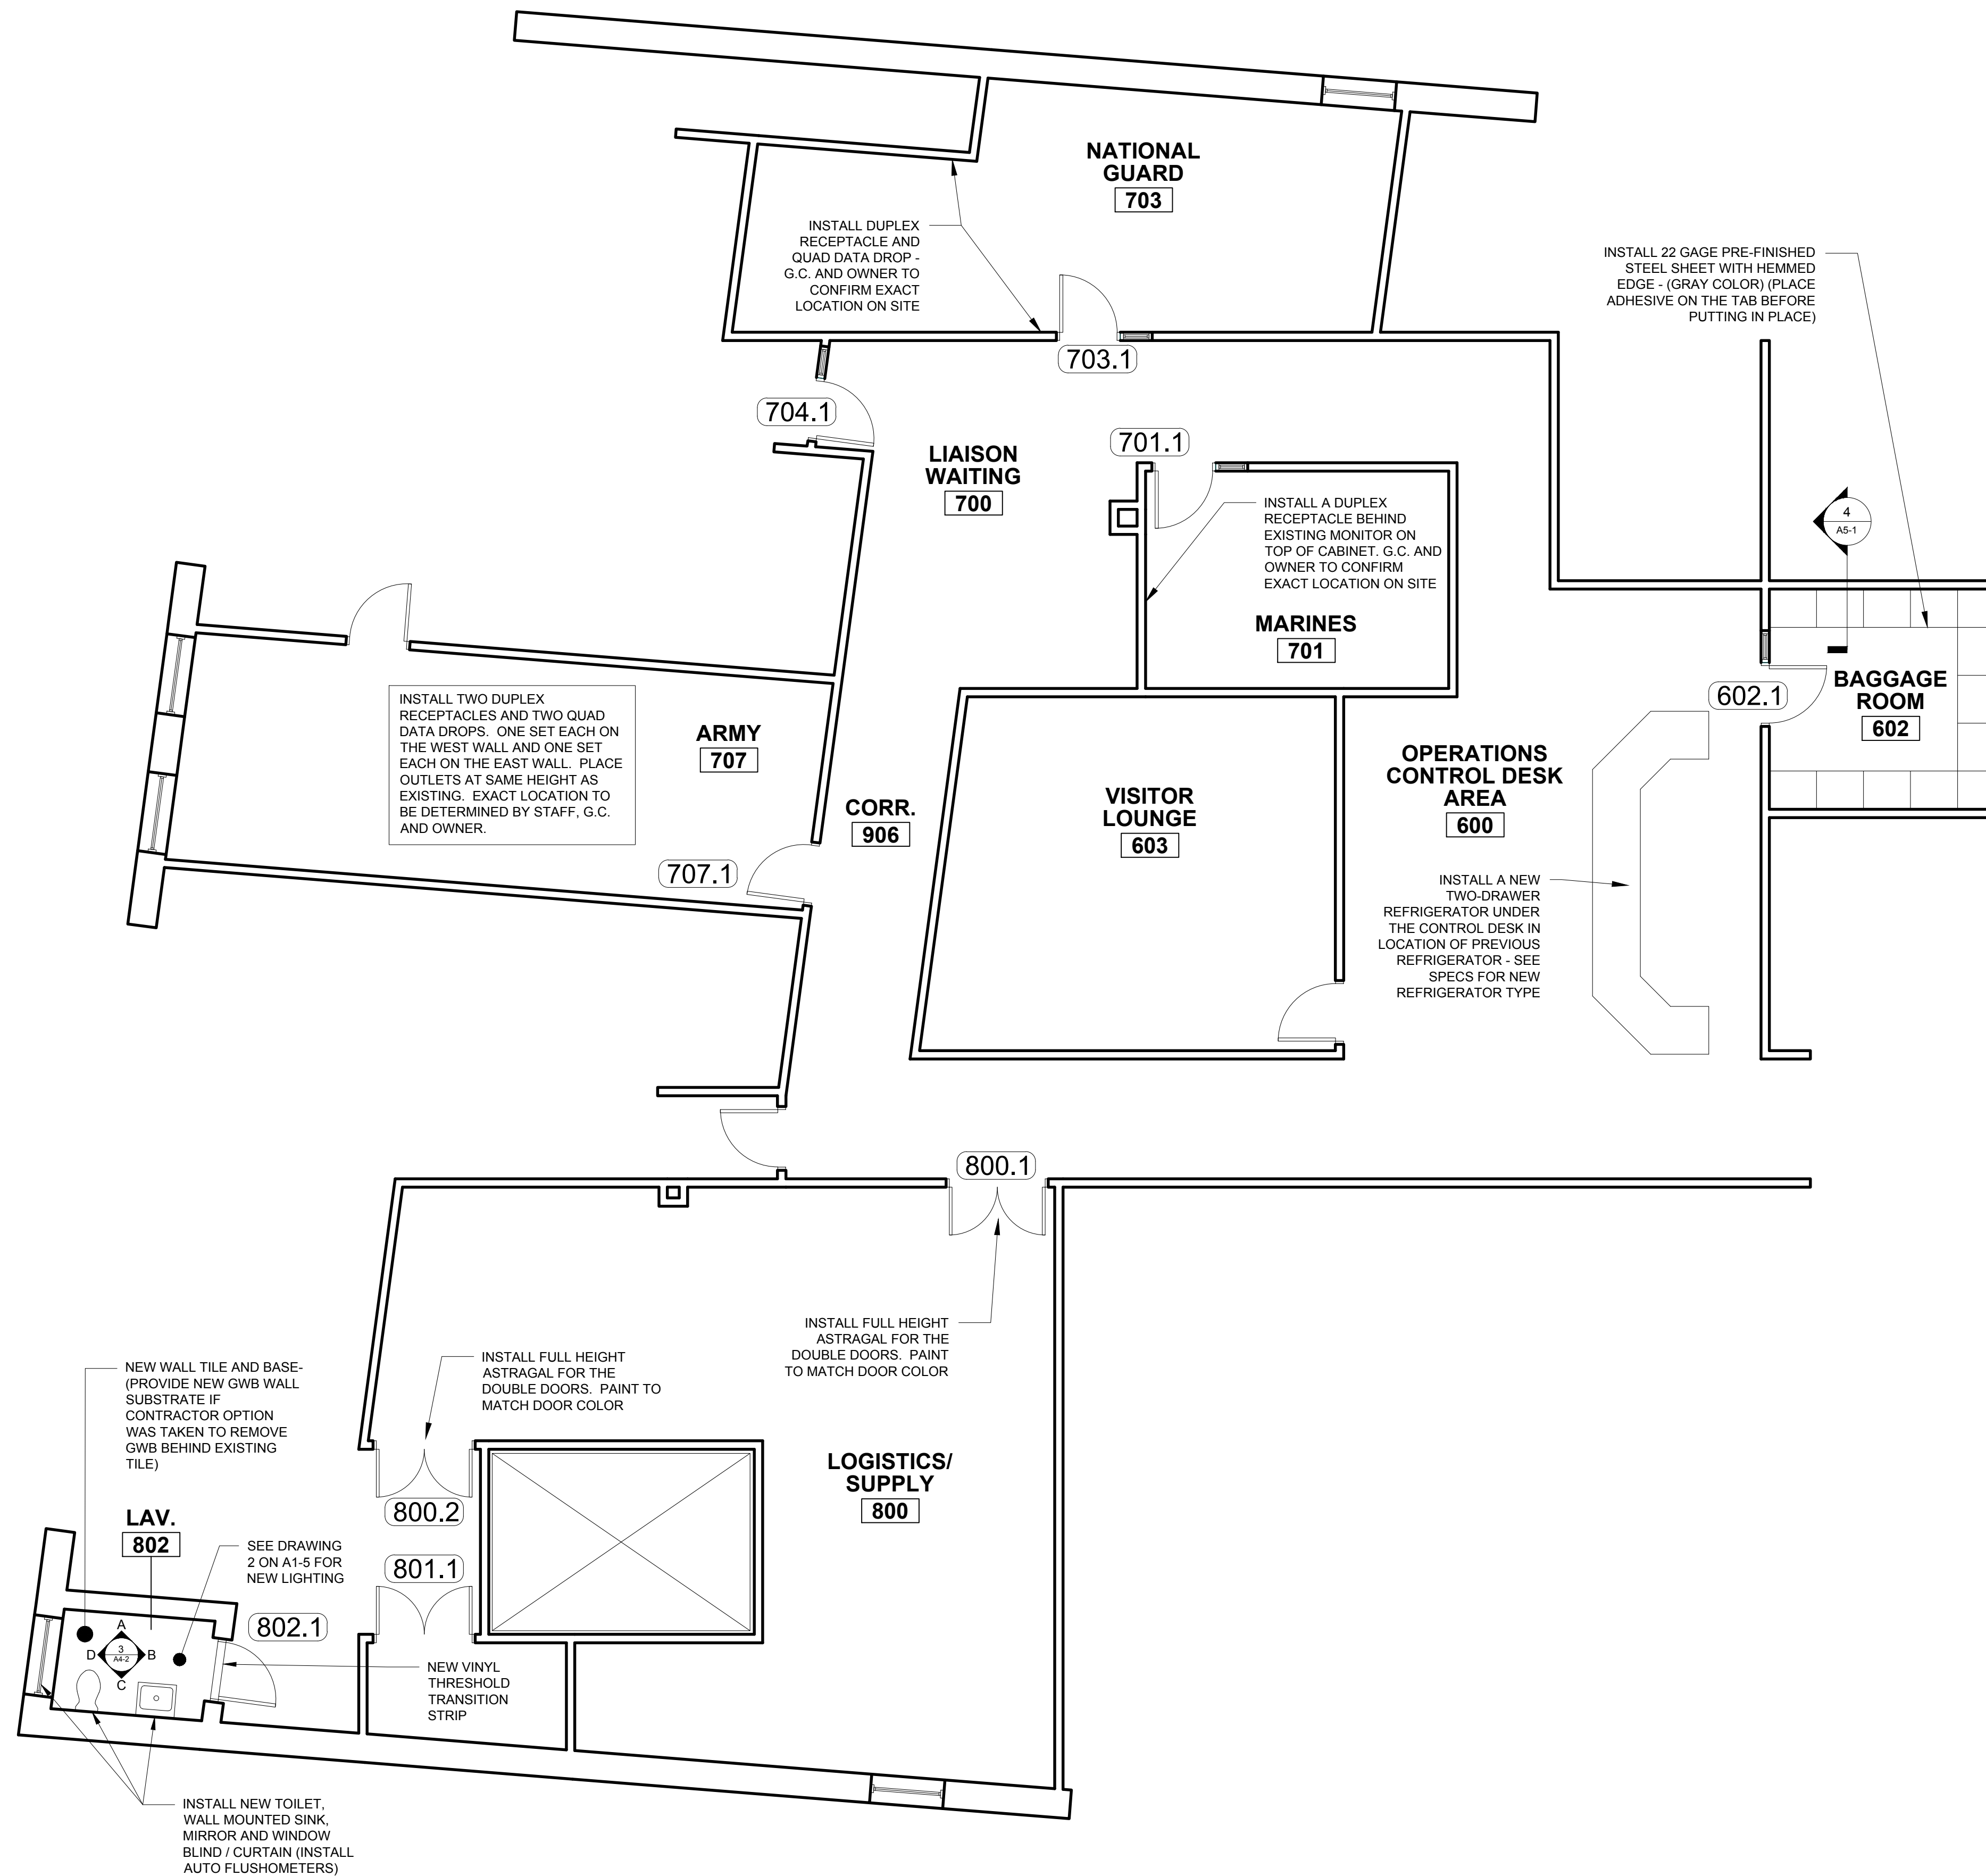 NATIONAL
GUARD
703
INSTALL DUPLEX
RECEPTACLE AND
QUAD DATA DROP -
G.C. AND OWNER TO
CONFIRM EXACT
LOCATION ON SITE
INSTALL 22 GAGE PRE-FINISHED
STEEL SHEET WITH HEMMED
EDGE - (GRAY COLOR) (PLACE
ADHESIVE ON THE TAB BEFORE
PUTTING IN PLACE)
703.1
704.1
701.1
LIAISON
WAITING
700
INSTALL A DUPLEX
RECEPTACLE BEHIND
EXISTING MONITOR ON
TOP OF CABINET. G.C. AND
OWNER TO CONFIRM
EXACT LOCATION ON SITE
MARINES
701
4
A5-1
602.1
BAGGAGE
ROOM
602
INSTALL TWO DUPLEX
RECEPTACLES AND TWO QUAD
DATA DROPS. ONE SET EACH ON
THE WEST WALL AND ONE SET
EACH ON THE EAST WALL. PLACE
OUTLETS AT SAME HEIGHT AS
EXISTING. EXACT LOCATION TO
BE DETERMINED BY STAFF, G.C.
AND OWNER.
ARMY
707
707.1
CORR.
906
VISITOR
LOUNGE
603
OPERATIONS
CONTROL DESK
AREA
600
INSTALL A NEW
TWO-DRAWER
REFRIGERATOR UNDER
THE CONTROL DESK IN
LOCATION OF PREVIOUS
REFRIGERATOR - SEE
SPECS FOR NEW
REFRIGERATOR TYPE
800.1
INSTALL FULL HEIGHT
ASTRAGAL FOR THE
DOUBLE DOORS. PAINT
TO MATCH DOOR COLOR
INSTALL FULL HEIGHT
ASTRAGAL FOR THE
DOUBLE DOORS. PAINT TO
MATCH DOOR COLOR
NEW WALL TILE AND BASE-
(PROVIDE NEW GWB WALL
SUBSTRATE IF
CONTRACTOR OPTION
WAS TAKEN TO REMOVE
GWB BEHIND EXISTING
TILE)
LOGISTICS/
SUPPLY
800
800.2
801.1
LAV.
802
SEE DRAWING
2 ON A1-5 FOR
NEW LIGHTING
802.1
A
D
3
A4-2
B
C
NEW VINYL
THRESHOLD
TRANSITION
STRIP
INSTALL NEW TOILET,
WALL MOUNTED SINK,
MIRROR AND WINDOW
BLIND / CURTAIN (INSTALL
AUTO FLUSHOMETERS)